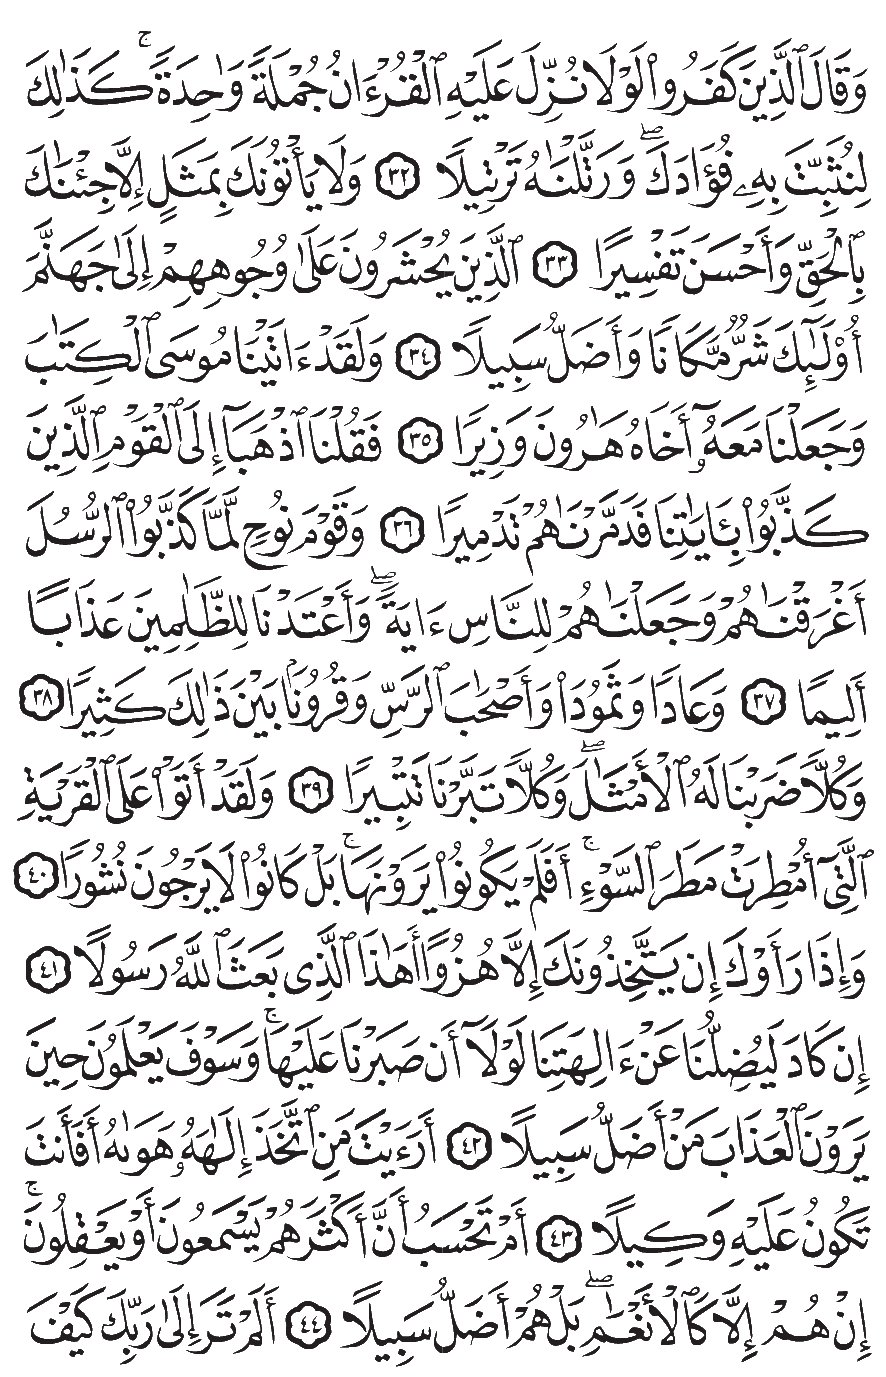 وَقَالَ ٱلَّذِينَ كَفَرُوا۟ لَوْلَا نُزِّلَ عَلَيْهِ ٱلْقُرْءَانُ جُمْلَةً وَٰحِدَةً ۚ كَذَٰلِكَ
لِنُثَبِّتَ بِهِۦ فُؤَادَكَ ۖ وَرَتَّلْنَٰهُ تَرْتِيلًا ٣٢ وَلَا يَأْتُونَكَ بِمَثَلٍ إِلَّا جِئْنَٰكَ
بِٱلْحَقِّ وَأَحْسَنَ تَفْسِيرًا ٣٣ ٱلَّذِينَ يُحْشَرُونَ عَلَىٰ وُجُوهِهِمْ إِلَىٰ جَهَنَّمَ
أُو۟لَٰٓئِكَ شَرٌّ مَّكَانًا وَأَضَلُّ سَبِيلًا ٣٤ وَلَقَدْ ءَاتَيْنَا مُوسَى ٱلْكِتَٰبَ
وَجَعَلْنَا مَعَهُۥٓ أَخَاهُ هَٰرُونَ وَزِيرًا ٣٥ فَقُلْنَا ٱذْهَبَآ إِلَى ٱلْقَوْمِ ٱلَّذِينَ
كَذَّبُوا۟ بِـَٔايَٰتِنَا فَدَمَّرْنَٰهُمْ تَدْمِيرًا ٣٦ وَقَوْمَ نُوحٍ لَّمَّا كَذَّبُوا۟ ٱلرُّسُلَ
أَغْرَقْنَٰهُمْ وَجَعَلْنَٰهُمْ لِلنَّاسِ ءَايَةً ۖ وَأَعْتَدْنَا لِلظَّٰلِمِينَ عَذَابًا
أَلِيمًا ٣٧ وَعَادًا وَثَمُودَا۟ وَأَصْحَٰبَ ٱلرَّسِّ وَقُرُونًۢا بَيْنَ ذَٰلِكَ كَثِيرًا ٣٨
وَكُلًّا ضَرَبْنَا لَهُ ٱلْأَمْثَٰلَ ۖ وَكُلًّا تَبَّرْنَا تَتْبِيرًا ٣٩ وَلَقَدْ أَتَوْا۟ عَلَى ٱلْقَرْيَةِ
ٱلَّتِىٓ أُمْطِرَتْ مَطَرَ ٱلسَّوْءِ ۚ أَفَلَمْ يَكُونُوا۟ يَرَوْنَهَا ۚ بَلْ كَانُوا۟ لَا يَرْجُونَ نُشُورًا ٤٠
وَإِذَا رَأَوْكَ إِن يَتَّخِذُونَكَ إِلَّا هُزُوًا أَهَٰذَا ٱلَّذِى بَعَثَ ٱللَّهُ رَسُولًا ٤١
إِن كَادَ لَيُضِلُّنَا عَنْ ءَالِهَتِنَا لَوْلَآ أَن صَبَرْنَا عَلَيْهَا ۚ وَسَوْفَ يَعْلَمُونَ حِينَ
يَرَوْنَ ٱلْعَذَابَ مَنْ أَضَلُّ سَبِيلًا ٤٢ أَرَءَيْتَ مَنِ ٱتَّخَذَ إِلَٰهَهُۥ هَوَىٰهُ أَفَأَنتَ
تَكُونُ عَلَيْهِ وَكِيلًا ٤٣ أَمْ تَحْسَبُ أَنَّ أَكْثَرَهُمْ يَسْمَعُونَ أَوْ يَعْقِلُونَ ۚ
إِنْ هُمْ إِلَّا كَٱلْأَنْعَٰمِ ۖ بَلْ هُمْ أَضَلُّ سَبِيلًا ٤٤ أَلَمْ تَرَ إِلَىٰ رَبِّكَ كَيْفَ